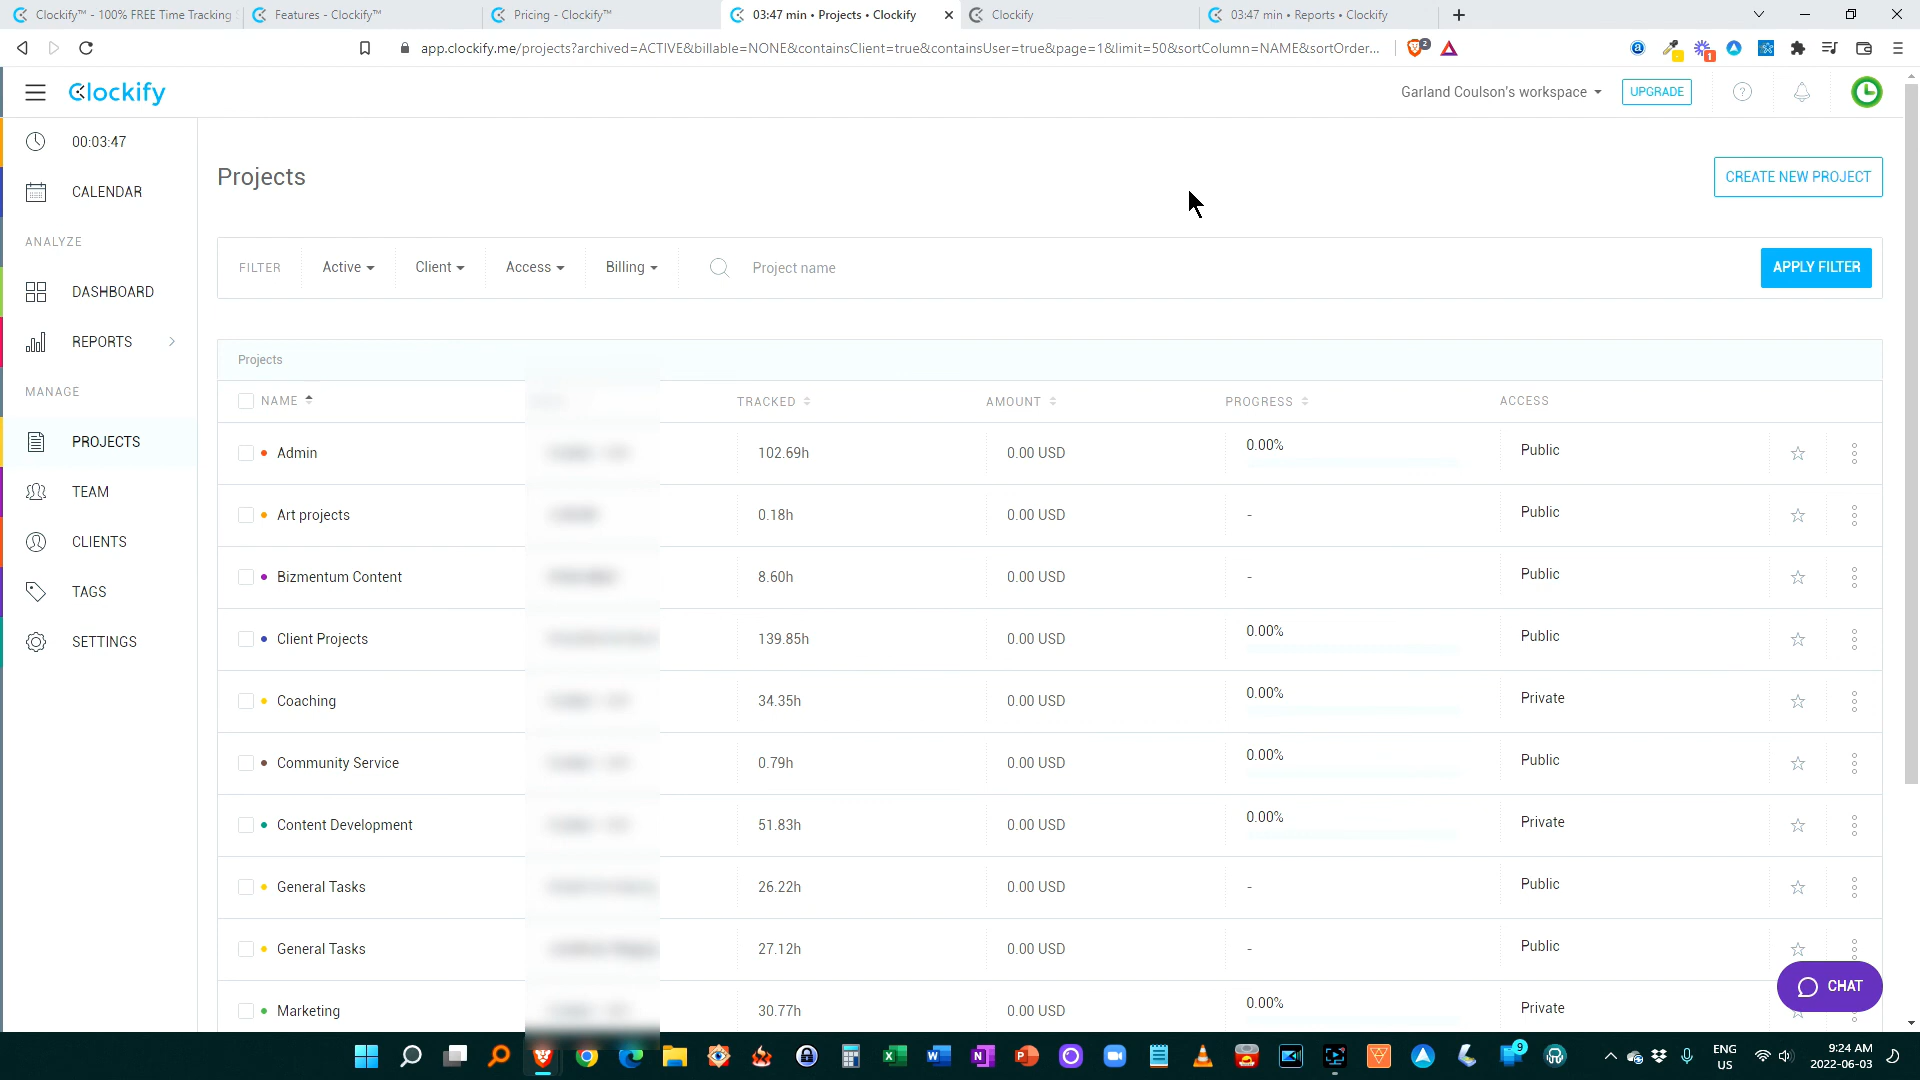 Clockify™ - 100% FREE Time Tracking
Features - Clockify™
Pricing - Clockify™
03:47 min • Projects • Clockify
Clockify
03:47 min • Reports • Clockify
app.clockify.me/projects?archived=ACTIVE&billable=NONE&containsClient=true&containsUser=true&page=1&limit=50&sortColumn=NAME&sortOrder...
2
1
Clockify
Garland Coulson's workspace
UPGRADE
00:03:47
CALENDAR
ANALYZE
DASHBOARD
REPORTS
MANAGE
PROJECTS
TEAM
CLIENTS
TAGS
SETTINGS
Projects
CREATE NEW PROJECT
FILTER
Active
Client
Access
Billing
Project name
APPLY FILTER
Projects
NAME TRACKED AMOUNT PROGRESS ACCESS
Admin 102.69h 0.00 USD 0.00% Public
Art projects 0.18h 0.00 USD - Public
Bizmentum Content 8.60h 0.00 USD - Public
Client Projects 139.85h 0.00 USD 0.00% Public
Coaching 34.35h 0.00 USD 0.00% Private
Community Service 0.79h 0.00 USD 0.00% Public
Content Development 51.83h 0.00 USD 0.00% Private
General Tasks 26.22h 0.00 USD - Public
General Tasks 27.12h 0.00 USD - Public
Marketing 30.77h 0.00 USD 0.00% Private
CHAT
9
ENG
US
9:24 AM
2022-06-03